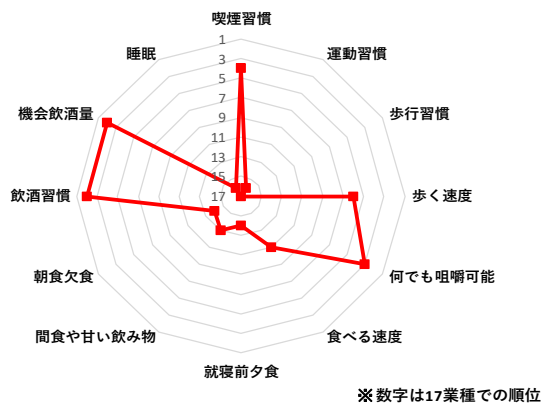 喫煙習慣
睡眠
運動習慣
機会飲酒量
歩行習慣
飲酒習慣
歩く速度
朝食欠食
何でも咀嚼可能
間食や甘い飲み物
食べる速度
就寝前夕食
1
3
5
7
9
11
13
15
17
※ 数字は17業種での順位